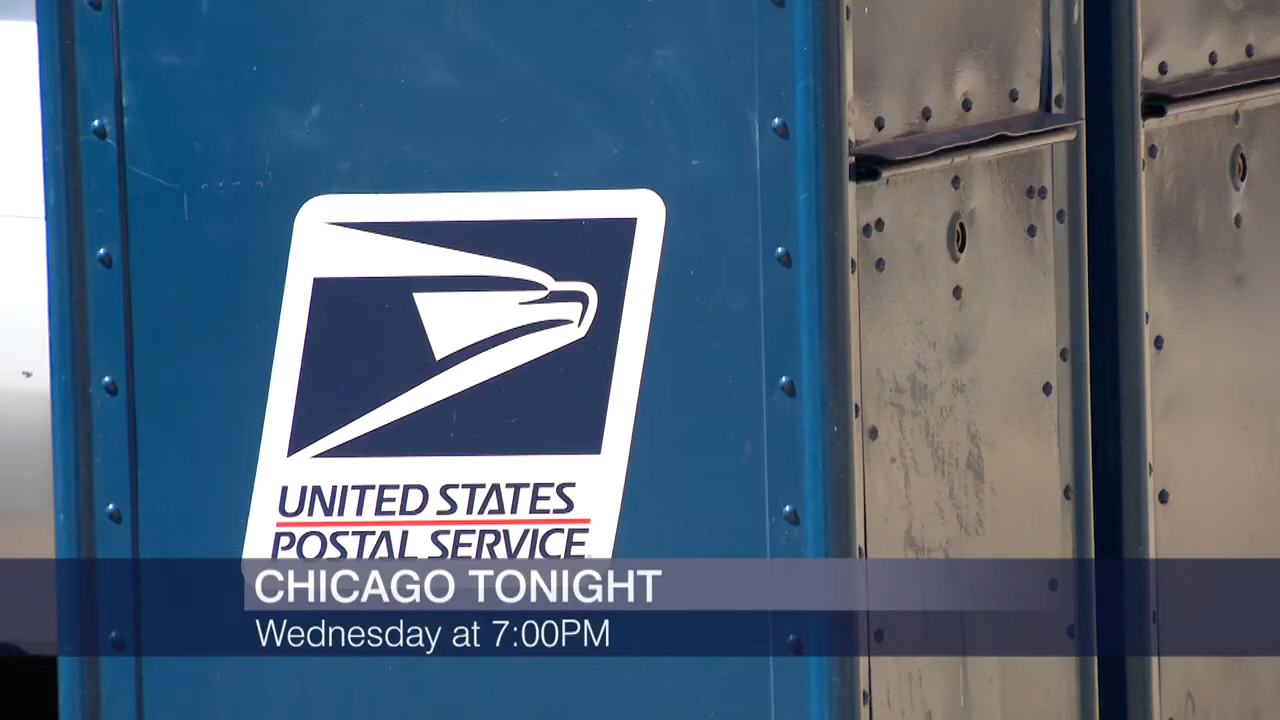 UNITED STATES
POSTAL SERVICE
CHICAGO TONIGHT
Wednesday at 7:00PM